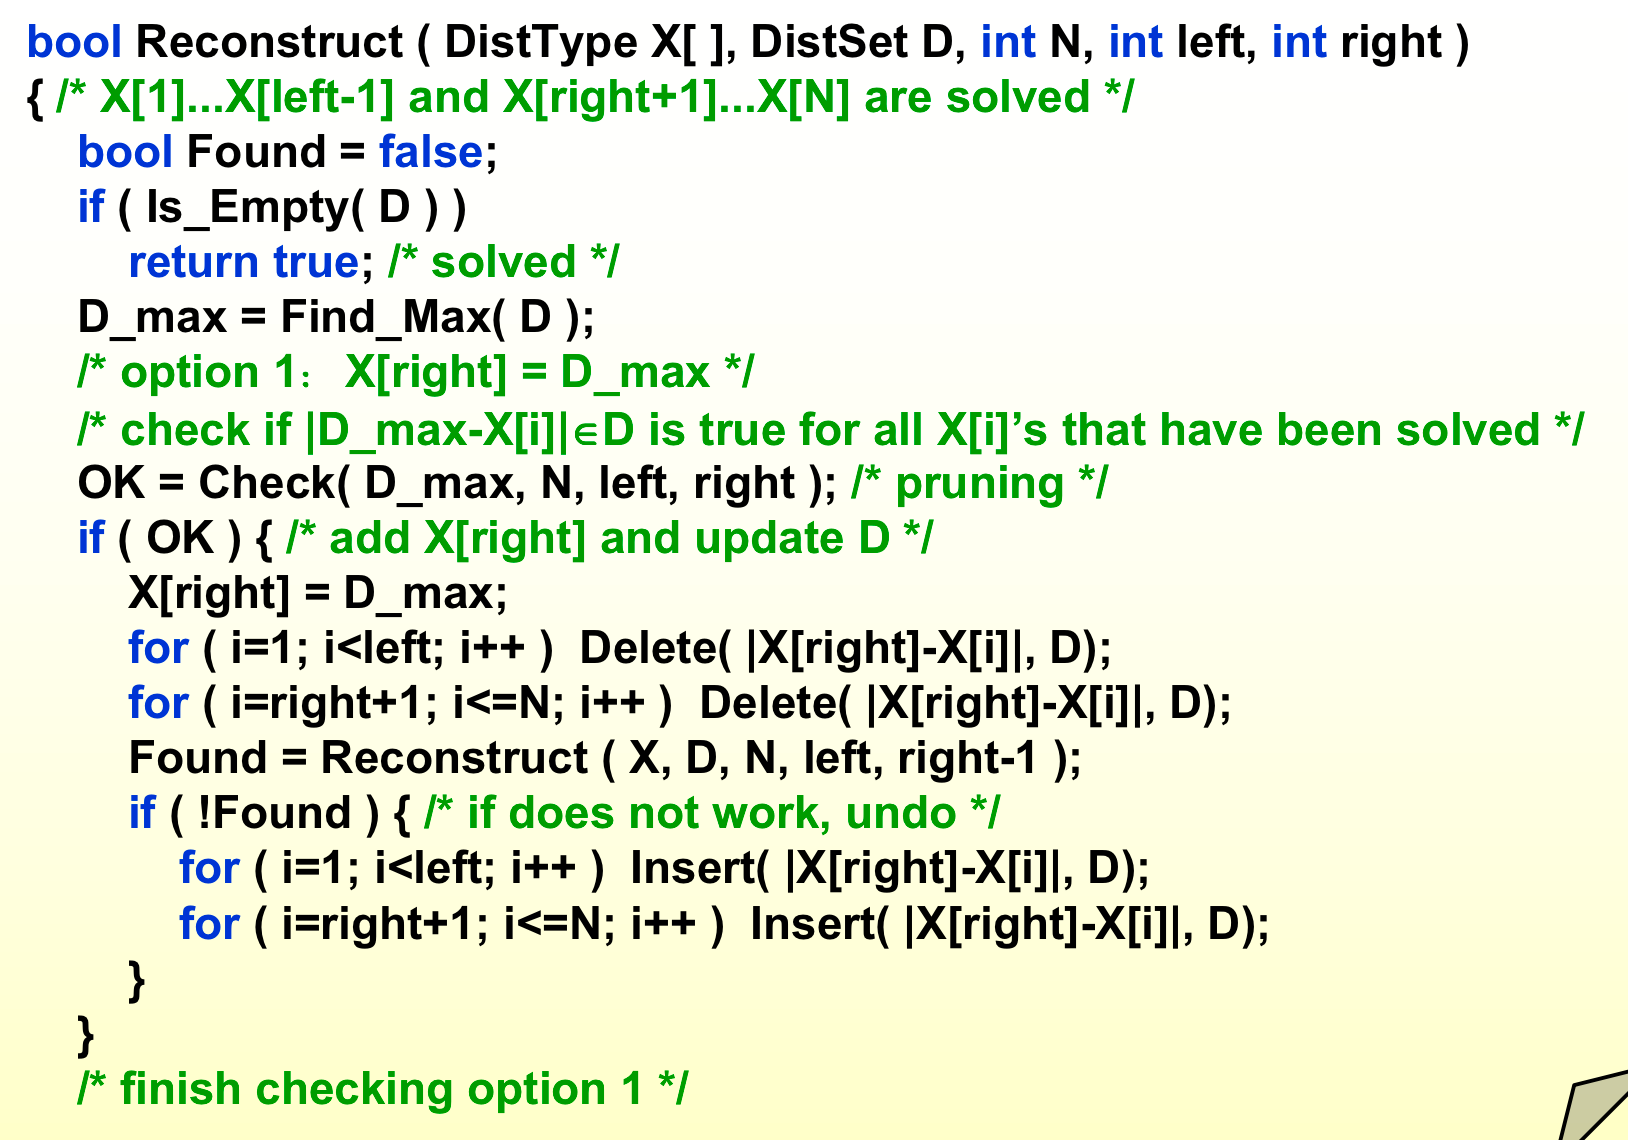 bool Reconstruct ( DistType X[ ], DistSet D, int N, int left, int right )
{ /* X[1]...X[left-1] and X[right+1]...X[N] are solved */
bool Found = false;
if ( Is_Empty( D ) )
return true; /* solved */
D_max = Find_Max( D );
/* option 1： X[right] = D_max */
/* check if |D_max-X[i]|∈D is true for all X[i]’s that have been solved */
OK = Check( D_max, N, left, right ); /* pruning */
if ( OK ) { /* add X[right] and update D */
X[right] = D_max;
for ( i=1; i<left; i++ ) Delete( |X[right]-X[i]|, D);
for ( i=right+1; i<=N; i++ ) Delete( |X[right]-X[i]|, D);
Found = Reconstruct ( X, D, N, left, right-1 );
if ( !Found ) { /* if does not work, undo */
for ( i=1; i<left; i++ ) Insert( |X[right]-X[i]|, D);
for ( i=right+1; i<=N; i++ ) Insert( |X[right]-X[i]|, D);
}
}
/* finish checking option 1 */